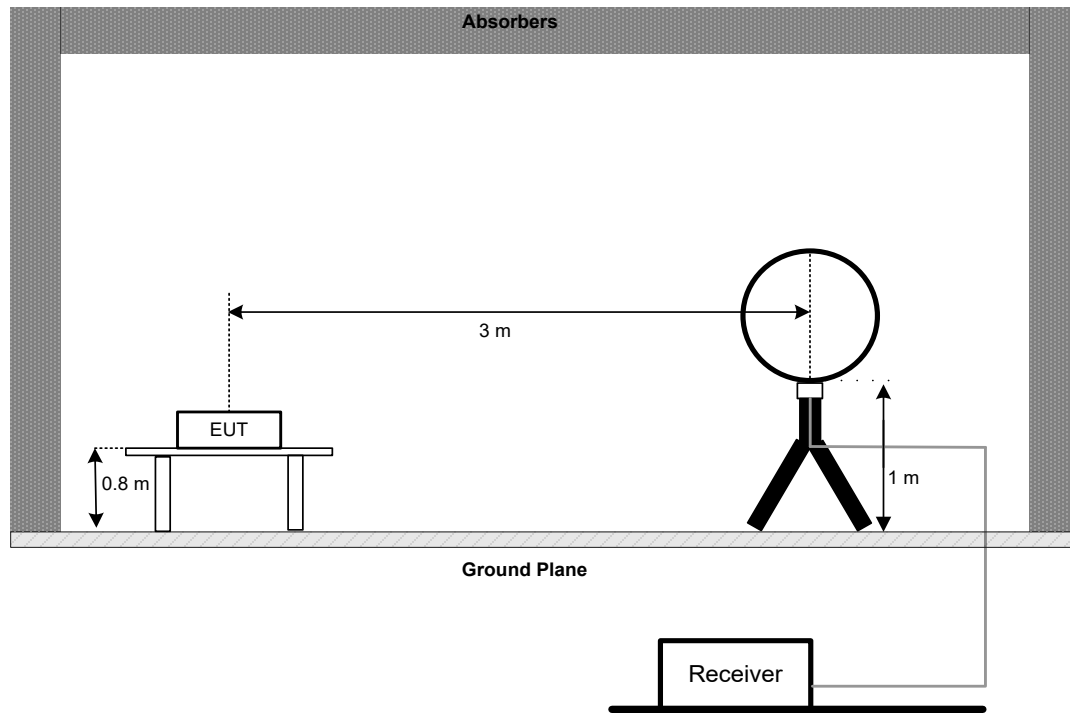 Absorbers
3 m
EUT
0.8 m
1 m
Ground Plane
Receiver